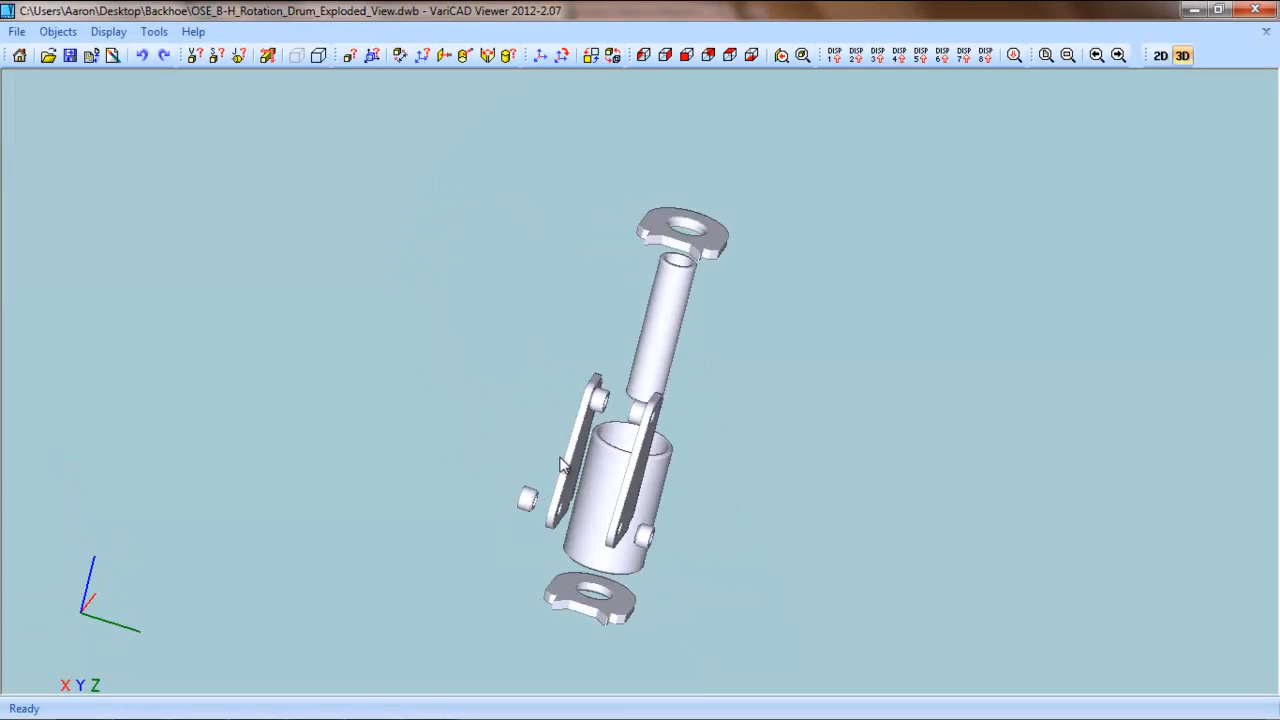 C:\Users\Aaron\Desktop\Backhoe\OSE_B-H_Rotation_Drum_Exploded_View.dwb - VariCAD Viewer 2012-2.07
File Objects Display Tools Help
DISP 1 DISP 2 DISP 3 DISP 4 DISP 5 DISP 6 DISP 7 DISP 8 2D 3D
X Y Z
Ready